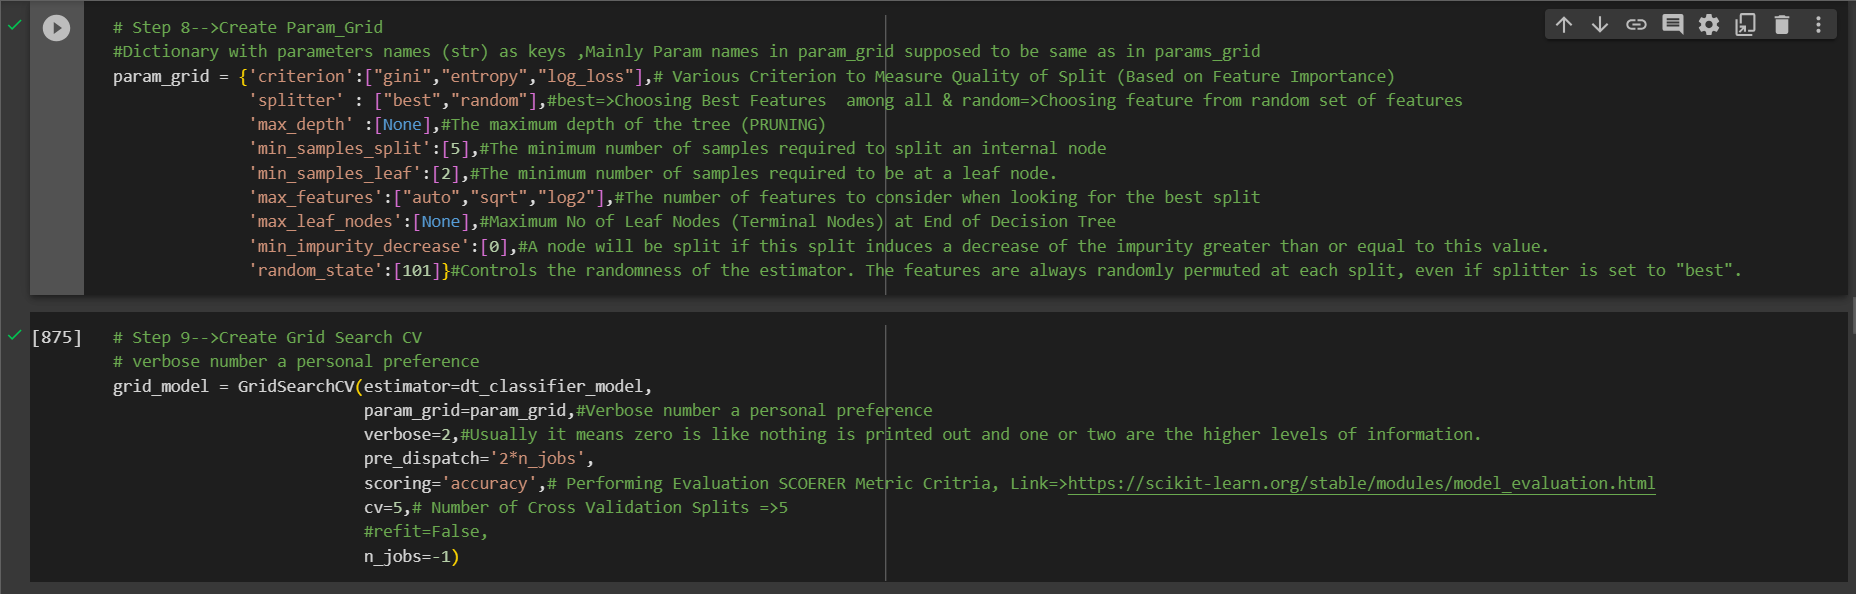 # Step 8-->Create Param_Grid
#Dictionary with parameters names (str) as keys ,Mainly Param names in param_grid supposed to be same as in params_grid
param_grid = {'criterion':["gini","entropy","log_loss"],# Various Criterion to Measure Quality of Split (Based on Feature Importance)
'splitter' : ["best","random"],#best=>Choosing Best Features  among all & random=>Choosing feature from random set of features
'max_depth' :[None],#The maximum depth of the tree (PRUNING)
'min_samples_split':[5],#The minimum number of samples required to split an internal node
'min_samples_leaf':[2],#The minimum number of samples required to be at a leaf node.
'max_features':["auto","sqrt","log2"],#The number of features to consider when looking for the best split
'max_leaf_nodes':[None],#Maximum No of Leaf Nodes (Terminal Nodes) at End of Decision Tree
'min_impurity_decrease':[0],#A node will be split if this split induces a decrease of the impurity greater than or equal to this value.
'random_state':[101]}#Controls the randomness of the estimator. The features are always randomly permuted at each split, even if splitter is set to "best".
[875] # Step 9-->Create Grid Search CV
# verbose number a personal preference
grid_model = GridSearchCV(estimator=dt_classifier_model,
param_grid=param_grid,#Verbose number a personal preference
verbose=2,#Usually it means zero is like nothing is printed out and one or two are the higher levels of information.
pre_dispatch='2*n_jobs',
scoring='accuracy',# Performing Evaluation SCOERER Metric Critria, Link=>https://scikit-learn.org/stable/modules/model_evaluation.html
cv=5,# Number of Cross Validation Splits =>5
#refit=False,
n_jobs=-1)